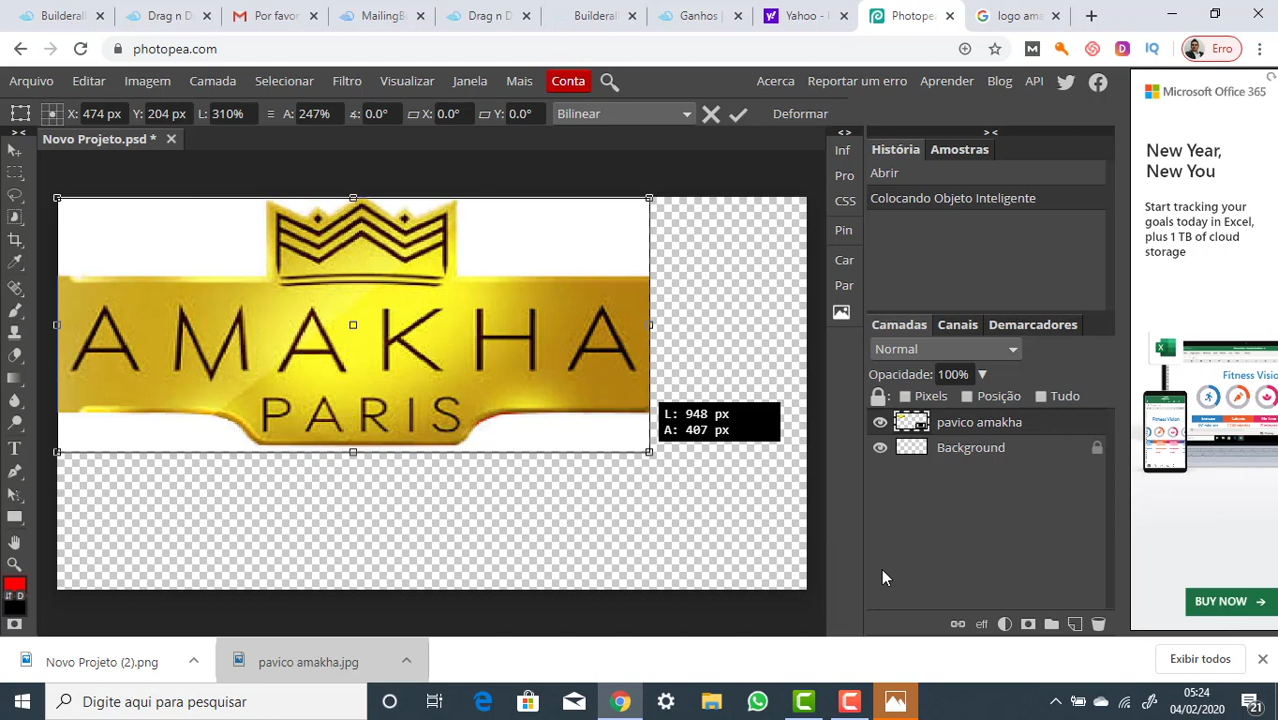 Builderall
Drag n D
Por favor
MailingBo
Drag n D
Builderall
Ganhos j
Yahoo - l
Photopea
logo ama
photopea.com
Erro
Arquivo Editar Imagem Camada Selecionar Filtro Visualizar Janela Mais Conta Acerca Reportar um erro Aprender Blog API
X: 474 px Y: 204 px L: 310% A: 247% 0.0° X: 0.0° Y: 0.0° Bilinear Deformar
Novo Projeto.psd *
Inf
Pro
CSS
Pin
Car
Par
História Amostras
Abrir
Colocando Objeto Inteligente
AMAKHA
PARIS
L: 948 px
A: 407 px
Camadas Canais Demarcadores
Normal
Opacidade: 100%
Pixels Posição Tudo
pavico amakha
Background
eff
Microsoft Office 365
New Year,
New You
Start tracking your
goals today in Excel,
plus 1 TB of cloud
storage
Fitness Vision
BUY NOW
Novo Projeto (2).png
pavico amakha.jpg
Exibir todos
Digite aqui para pesquisar
05:24
04/02/2020
21